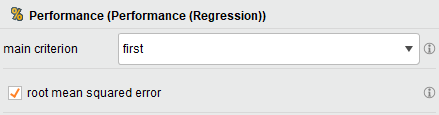 Performance (Performance (Regression))
main criterion first
root mean squared error